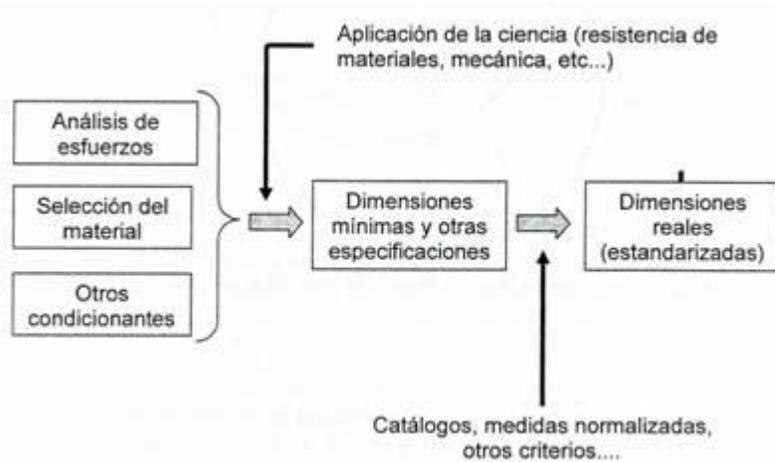 Aplicación de la ciencia (resistencia de
materiales, mecánica, etc...)
Análisis de
esfuerzos
Selección del
material
Otros
condicionantes
Dimensiones
mínimas y otras
especificaciones
Dimensiones
reales
(estandarizadas)
Catálogos, medidas normalizadas,
otros criterios....